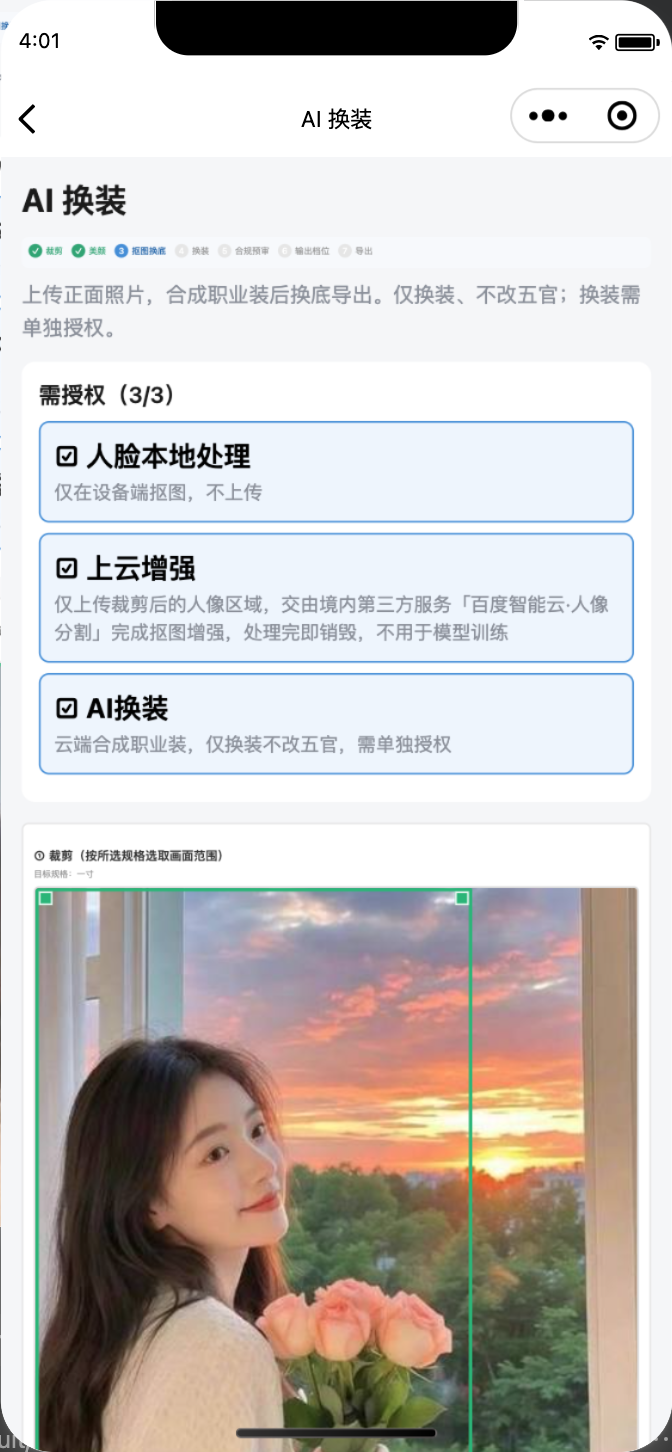 4:01
AI 换装
AI 换装
裁剪 美颜 3 抠图换底 4 换装 5 合规预审 6 输出档位 7 导出
上传正面照片，合成职业装后换底导出。仅换装、不改五官；换装需
单独授权。
需授权（3/3）
人脸本地处理
仅在设备端抠图，不上传
上云增强
仅上传裁剪后的人像区域，交由境内第三方服务「百度智能云·人像
分割」完成抠图增强，处理完即销毁，不用于模型训练
AI换装
云端合成职业装，仅换装不改五官，需单独授权
① 裁剪（按所选规格选取画面范围）
目标规格：一寸